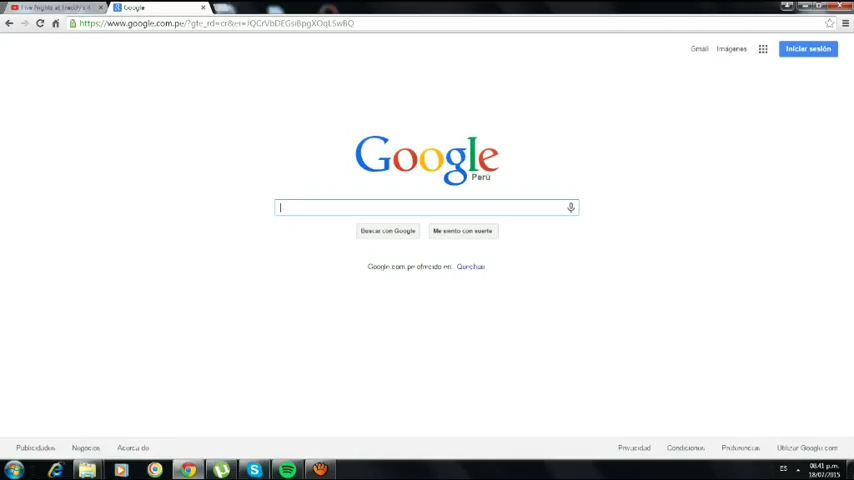 Five Nights at Freddy's 4
Google
https://www.google.com.pe/?gfe_rd=cr&ei=
Gmail Imágenes Iniciar sesión
Google
Perú
Buscar con Google Me siento con suerte
Google.com.pe ofrecido en: Quechua
Publicidades Negocios Acerca de Privacidad Condiciones Preferencias Utilizar Google.com
ES
08:41 p.m.
18/07/2015